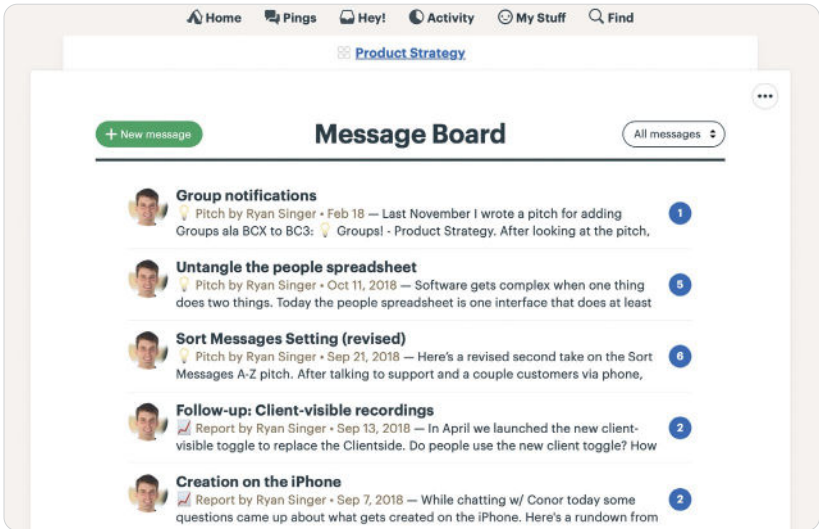 Home Pings Hey! Activity My Stuff Find
Product Strategy
+ New message
Message Board
All messages
Group notifications
💡 Pitch by Ryan Singer • Feb 18 — Last November I wrote a pitch for adding
Groups ala BCX to BC3: 💡 Groups! - Product Strategy. After looking at the pitch,
1
Untangle the people spreadsheet
💡 Pitch by Ryan Singer • Oct 11, 2018 — Software gets complex when one thing
does two things. Today the people spreadsheet is one interface that does at least
5
Sort Messages Setting (revised)
💡 Pitch by Ryan Singer • Sep 21, 2018 — Here's a revised second take on the Sort
Messages A-Z pitch. After talking to support and a couple customers via phone,
6
Follow-up: Client-visible recordings
📈 Report by Ryan Singer • Sep 13, 2018 — In April we launched the new client-
visible toggle to replace the Clientside. Do people use the new client toggle? How
2
Creation on the iPhone
📈 Report by Ryan Singer • Sep 7, 2018 — While chatting w/ Conor today some
questions came up about what gets created on the iPhone. Here's a rundown from
2